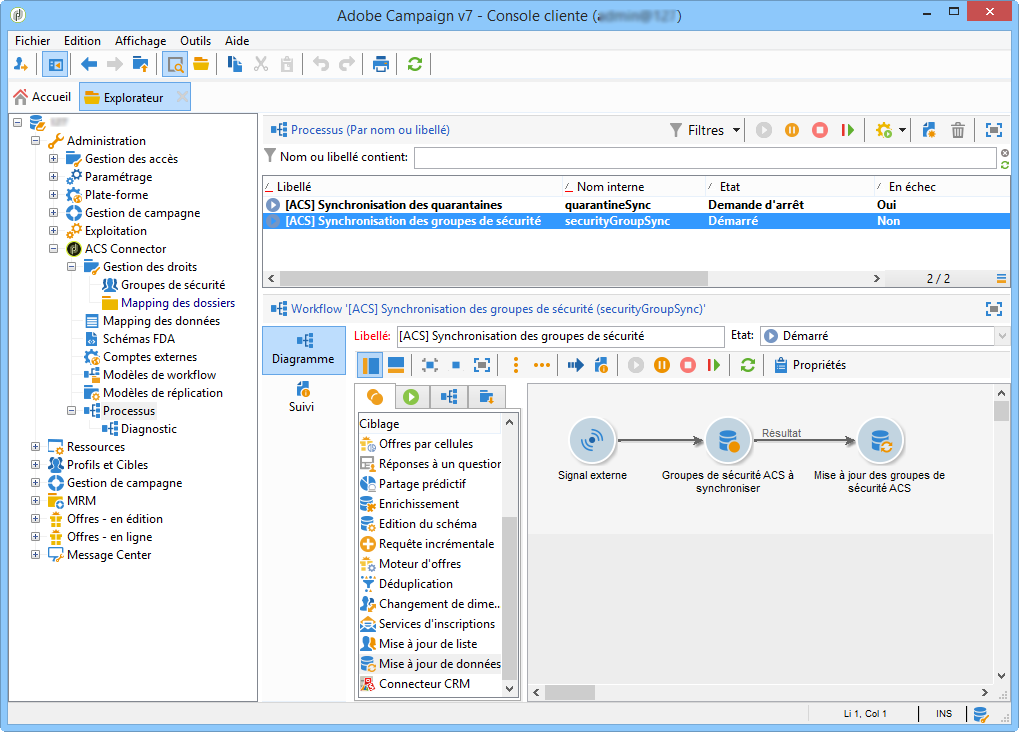 Adobe Campaign v7 - Console cliente (
Fichier Edition Affichage Outils Aide
Accueil Explorateur
Administration
Gestion des accès
Paramétrage
Plate-forme
Gestion de campagne
Exploitation
ACS Connector
Gestion des droits
Groupes de sécurité
Mapping des dossiers
Mapping des données
Schémas FDA
Comptes externes
Modèles de workflow
Modèles de réplication
Processus
Diagnostic
Ressources
Profils et Cibles
Gestion de campagne
MRM
Offres - en édition
Offres - en ligne
Message Center
Processus (Par nom ou libellé)
Filtres
Nom ou libellé contient:
Libellé Nom interne Etat En échec
[ACS] Synchronisation des quarantaines quarantineSync Demande d'arrêt Oui
[ACS] Synchronisation des groupes de sécurité securityGroupSync Démarré Non
2 / 2
Workflow '[ACS] Synchronisation des groupes de sécurité (securityGroupSync)'
Diagramme
Suivi
Libellé: [ACS] Synchronisation des groupes de sécurité Etat: Démarré
Propriétés
Ciblage
Offres par cellules
Réponses à un question
Partage prédictif
Enrichissement
Edition du schéma
Requête incrémentale
Moteur d'offres
Déduplication
Changement de dime..
Services d'inscriptions
Mise à jour de liste
Mise à jour de données
Connecteur CRM
Signal externe
Groupes de sécurité ACS à
synchroniser
Résultat
Mise à jour des groupes de
sécurité ACS
Li 1, Col 1 INS